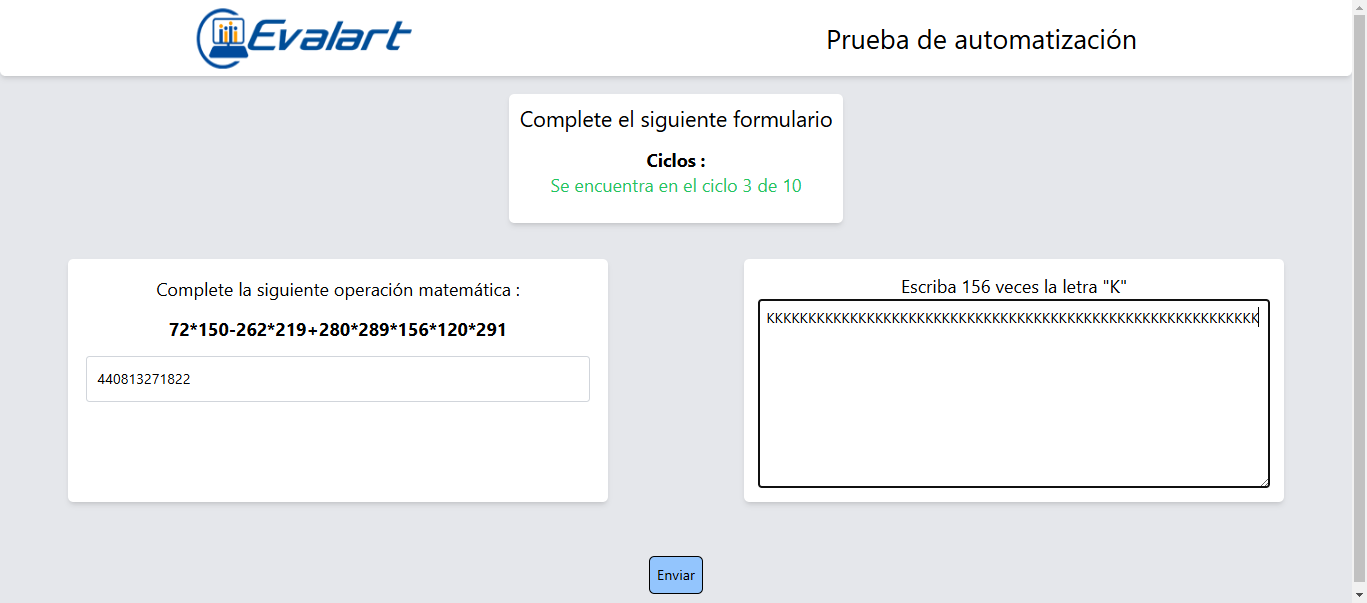 Evalart
Prueba de automatización
Complete el siguiente formulario
Ciclos :
Se encuentra en el ciclo 3 de 10
Complete la siguiente operación matemática :
72*150-262*219+280*289*156*120*291
440813271822
Escriba 156 veces la letra "K"
KKKKKKKKKKKKKKKKKKKKKKKKKKKKKKKKKKKKKKKKKKKKKKKKKKKKKKKKKKK
Enviar